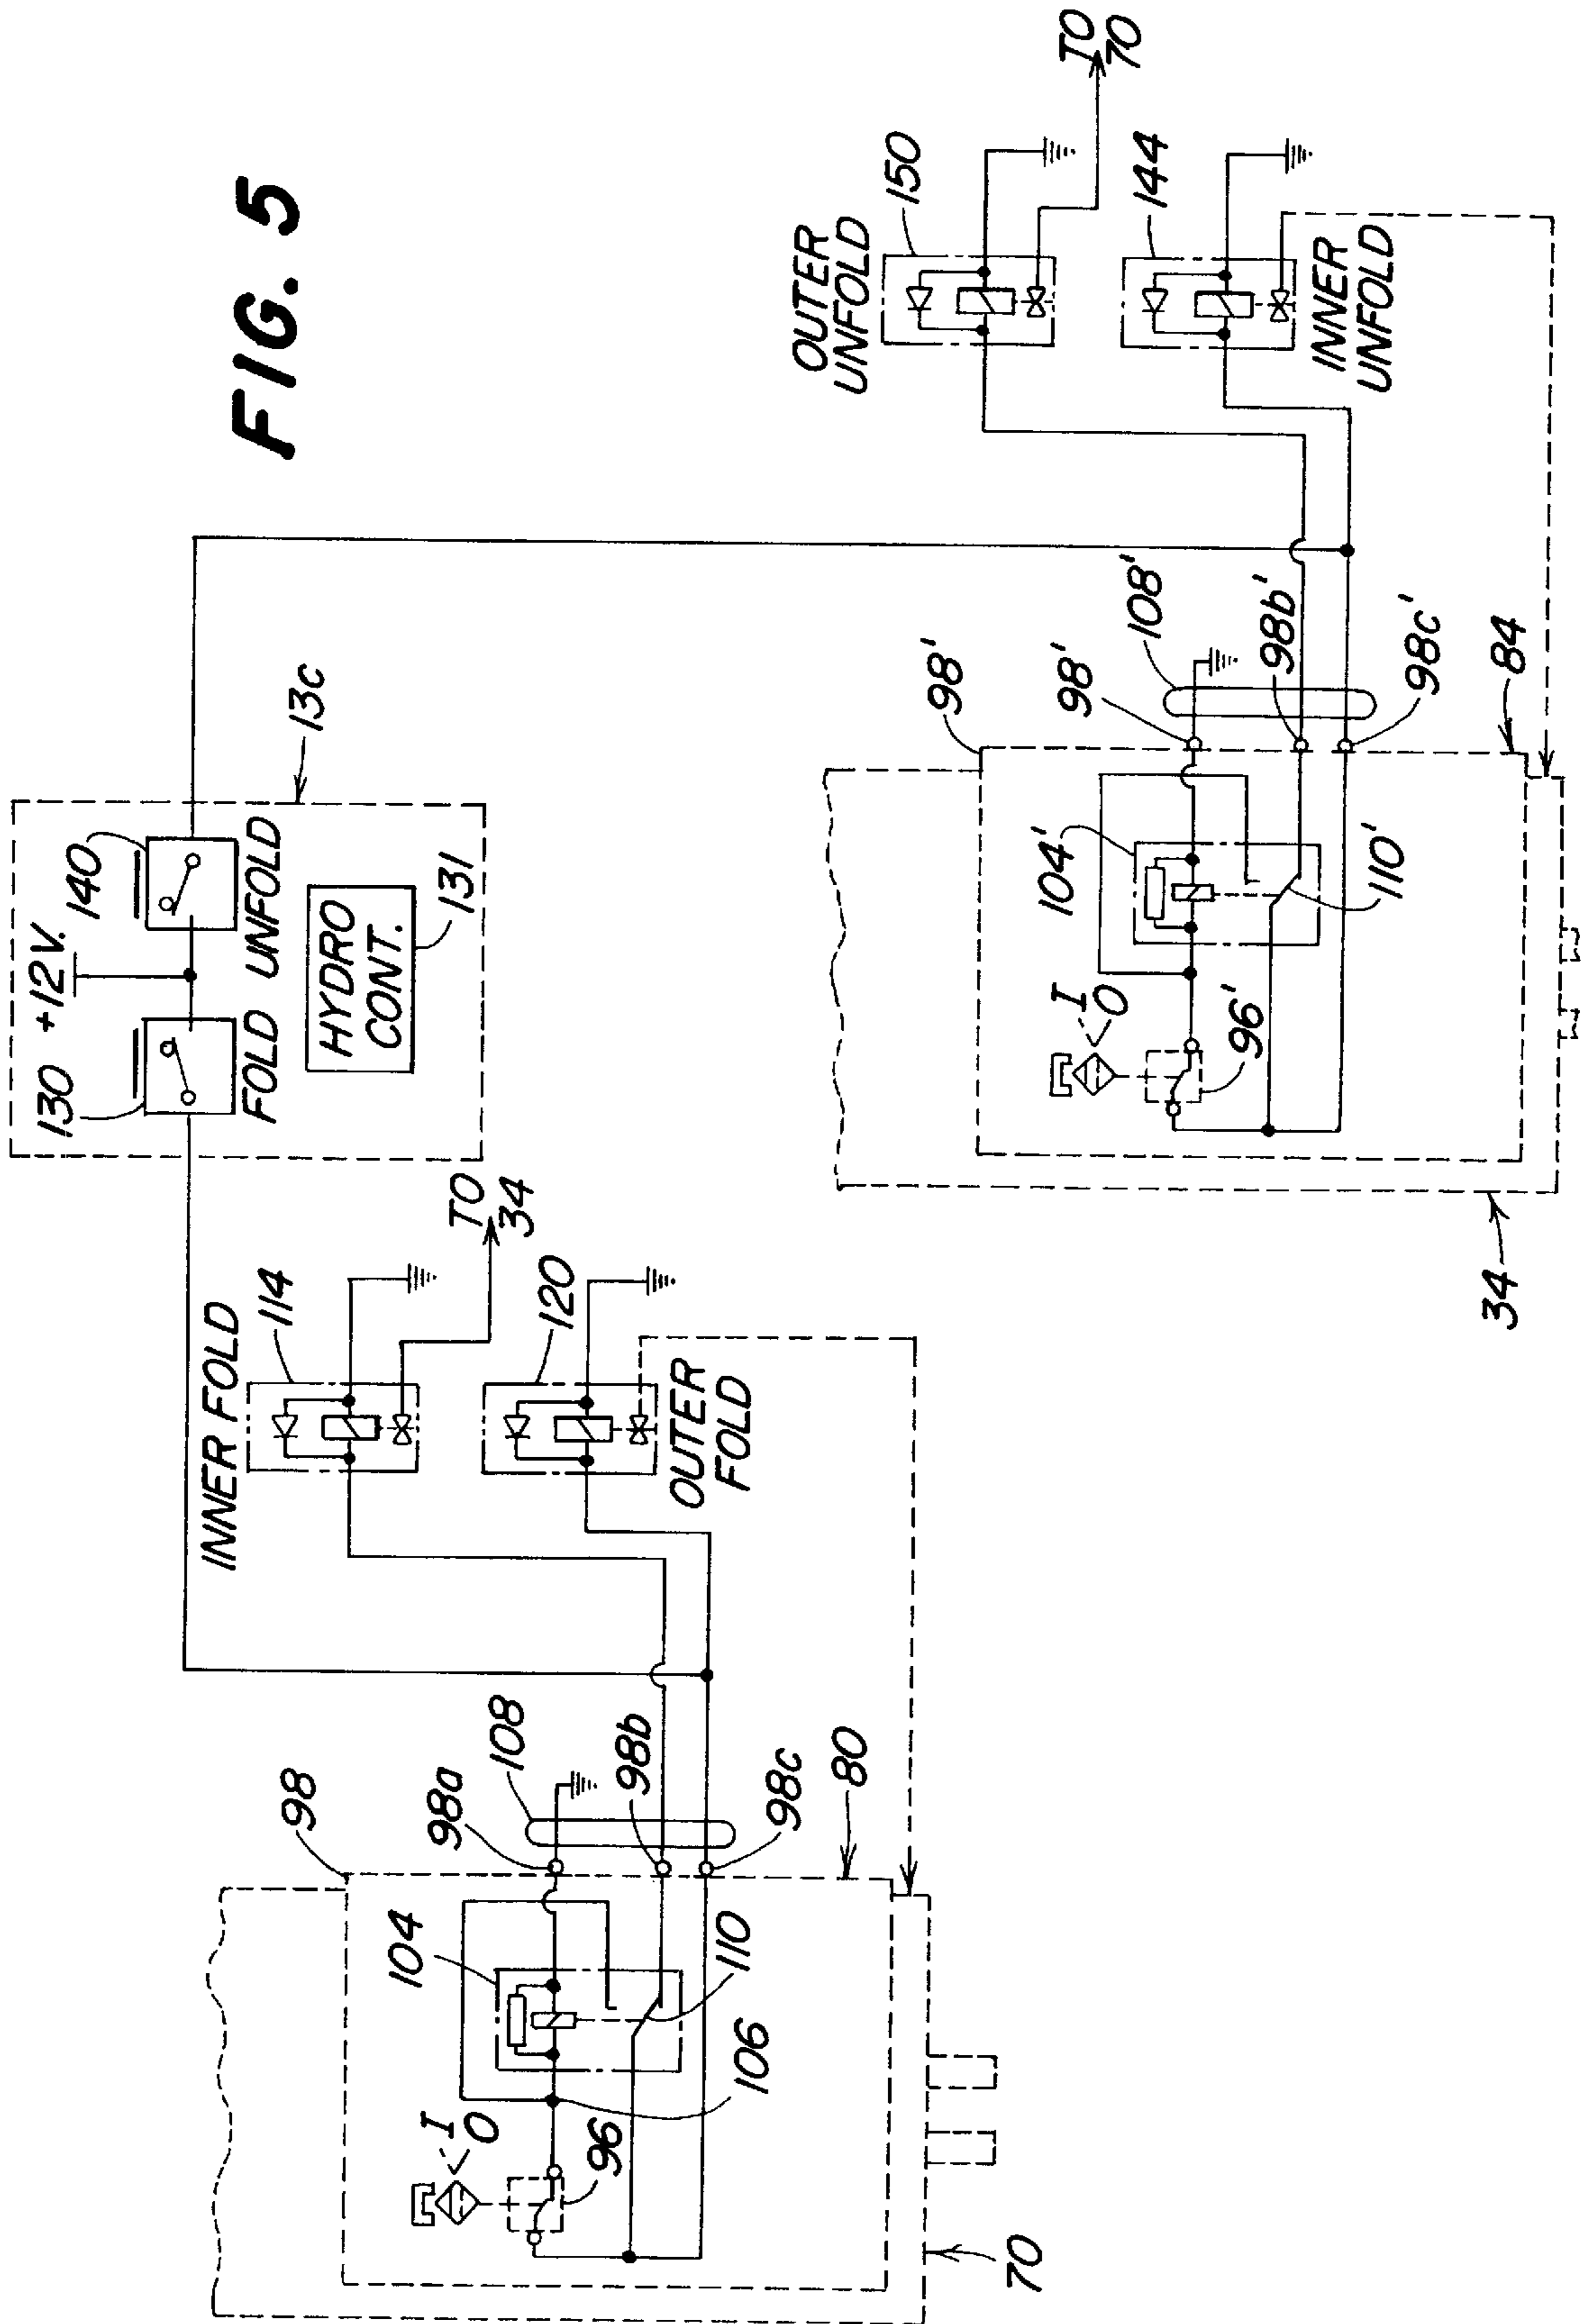 FIG. 5
130
+12V.
140
FOLD
UNFOLD
HYDRO
CONT.
131
13c
INNER FOLD
114
TO
34
120
OUTER
FOLD
98
104
I
O
96
106
110
98a
108
98b
98c
80
70
OUTER
UNFOLD
150
TO
70
144
INNER
UNFOLD
98'
104'
I
O
96'
110'
98'
108'
98b'
98c'
84
34